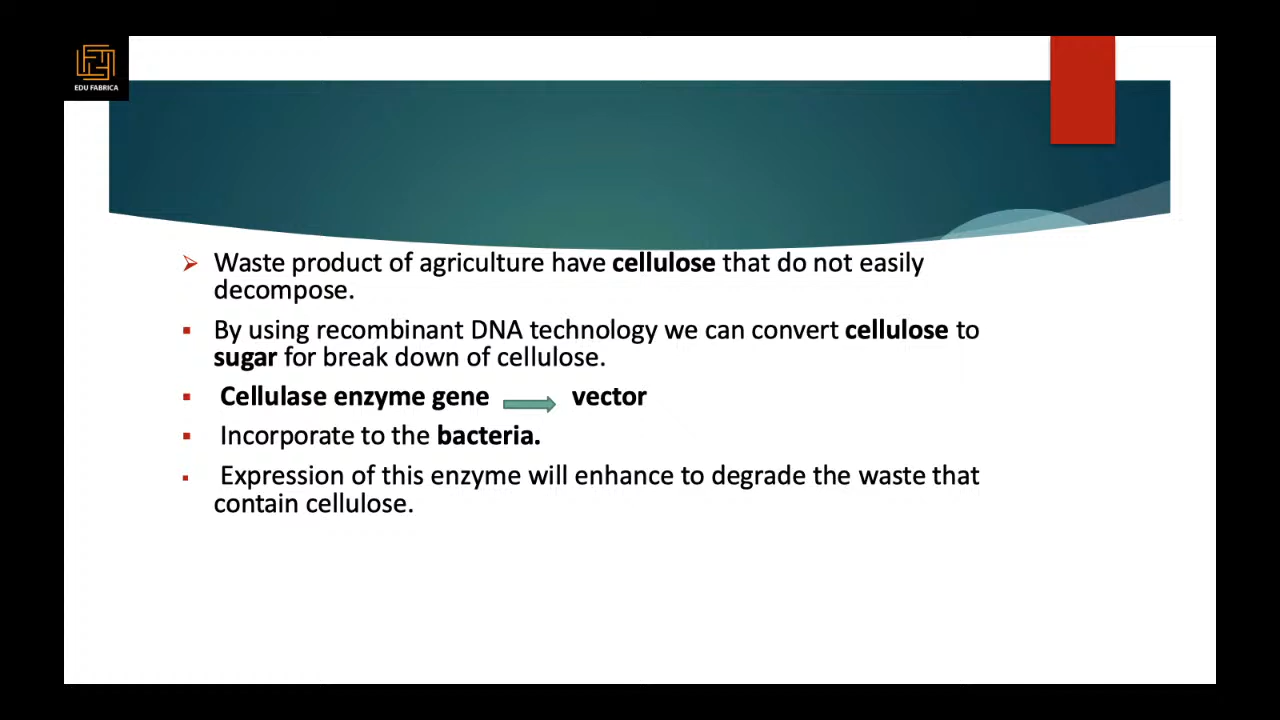 EDU FABRICA
Waste product of agriculture have cellulose that do not easily
decompose.
By using recombinant DNA technology we can convert cellulose to
sugar for break down of cellulose.
Cellulase enzyme gene vector
Incorporate to the bacteria.
Expression of this enzyme will enhance to degrade the waste that
contain cellulose.